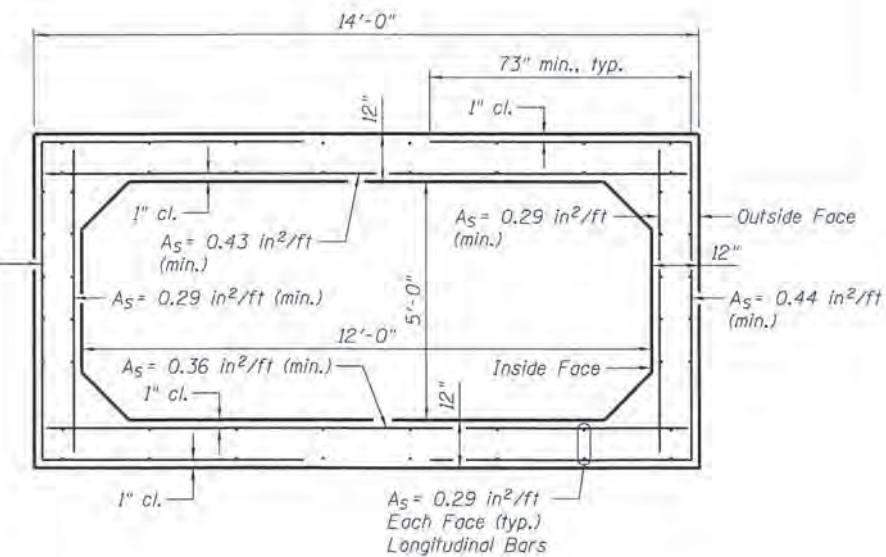 14'-0"
73" min., typ.
1" cl.
12"
1" cl.
As = 0.43 in²/ft
(min.)
As = 0.29 in²/ft
(min.)
Outside Face
12"
As = 0.29 in²/ft (min.)
5'-0"
As = 0.44 in²/ft
(min.)
12'-0"
As = 0.36 in²/ft (min.)
Inside Face
1" cl.
12"
1" cl.
As = 0.29 in²/ft
Each Face (typ.)
Longitudinal Bars